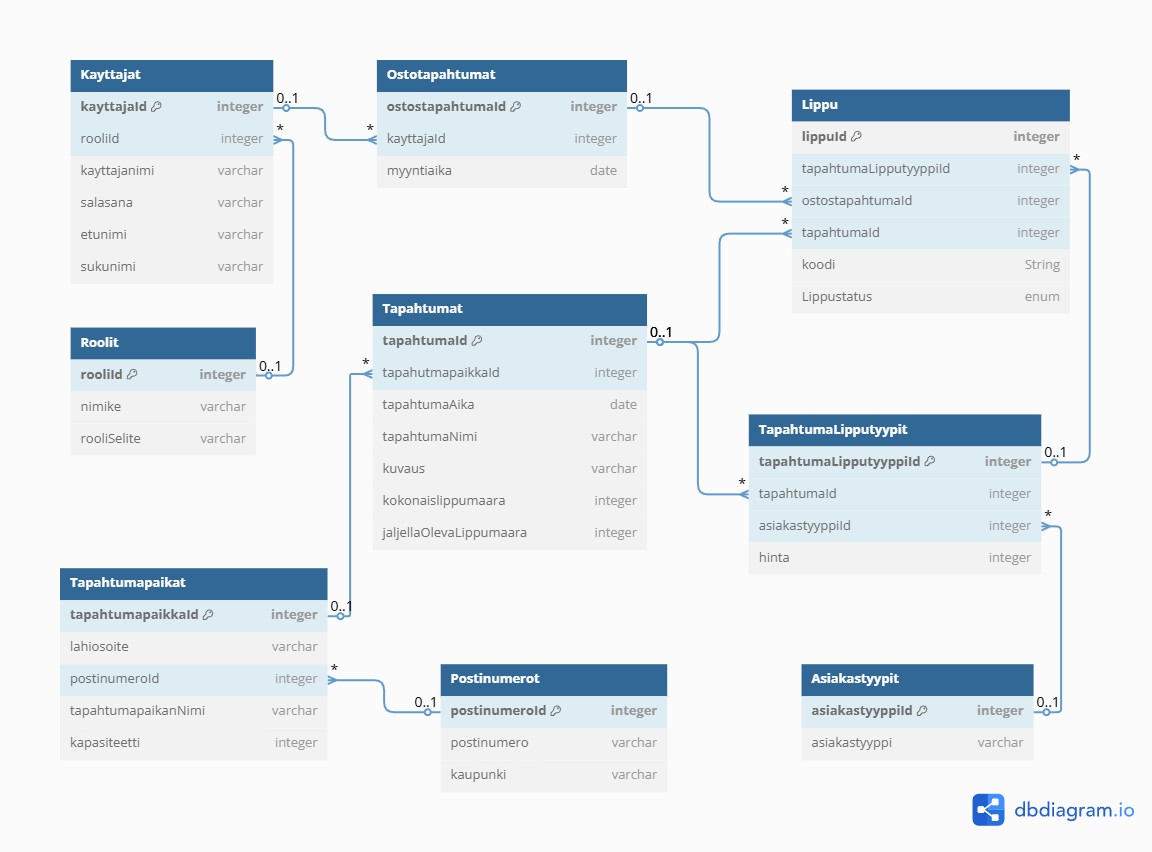 Kayttajat
kayttajaId integer
rooliId integer
kayttajanimi varchar
salasana varchar
etunimi varchar
sukunimi varchar
0..1
*
*
Ostotapahtumat
ostostapahtumaId integer
kayttajaId integer
myyntiaika date
0..1
*
*
Lippu
lippuId integer
tapahtumaLipputyyppiId integer
ostostapahtumaId integer
tapahtumaId integer
koodi String
Lippustatus enum
*
Roolit
rooliId integer
nimike varchar
rooliSelite varchar
0..1
*
Tapahtumat
tapahtumaId integer
tapahutmapaikkaId integer
tapahtumaAika date
tapahtumaNimi varchar
kuvaus varchar
kokonaislippumaara integer
jaljellaOlevaLippumaara integer
0..1
*
TapahtumaLipputyypit
tapahtumaLipputyyppiId integer
tapahtumaId integer
asiakastyyppiId integer
hinta integer
0..1
*
Tapahtumapaikat
tapahtumapaikkaId integer
lahiosoite varchar
postinumeroId integer
tapahtumapaikanNimi varchar
kapasiteetti integer
0..1
*
0..1
Postinumerot
postinumeroId integer
postinumero varchar
kaupunki varchar
Asiakastyypit
asiakastyyppiId integer
asiakastyyppi varchar
0..1
dbdiagram.io